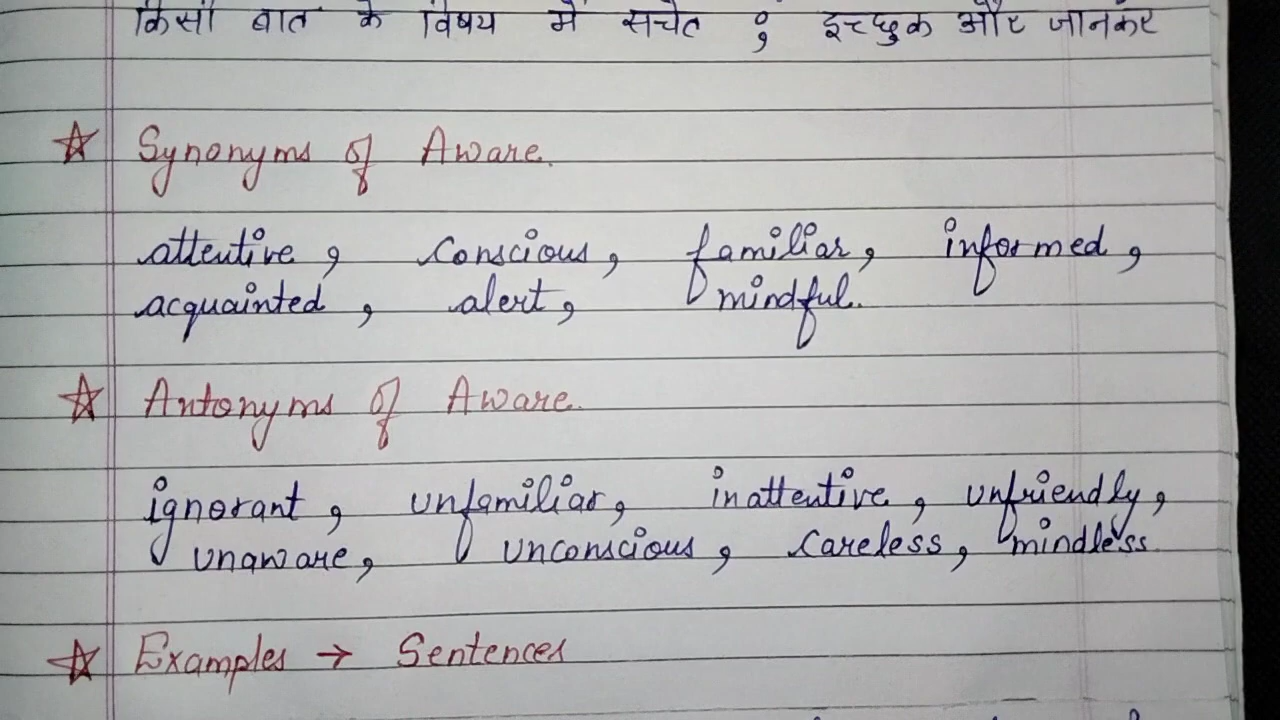 किसी बात के विषय में सचेत ; इच्छुक और जानकर
☆ Synonyms of Aware.
attentive, conscious, familiar, informed,
acquainted, alert, mindful.
☆ Antonyms of Aware.
ignorant, unfamiliar, inattentive, unfriendly,
unaware, unconscious, careless, mindless.
☆ Examples → Sentences